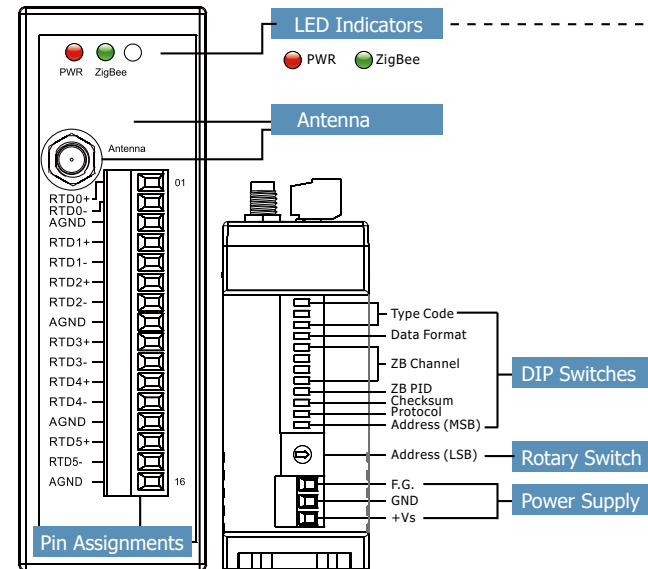 LED Indicators
PWR ZigBee
PWR ZigBee
Antenna
Antenna
01
RTD0+
RTD0-
AGND
RTD1+
RTD1-
RTD2+
RTD2-
AGND
RTD3+
RTD3-
RTD4+
RTD4-
AGND
RTD5+
RTD5-
AGND
16
Pin Assignments
Type Code
Data Format
ZB Channel
ZB PID
Checksum
Protocol
Address (MSB)
DIP Switches
Address (LSB)
Rotary Switch
F.G.
GND
+Vs
Power Supply